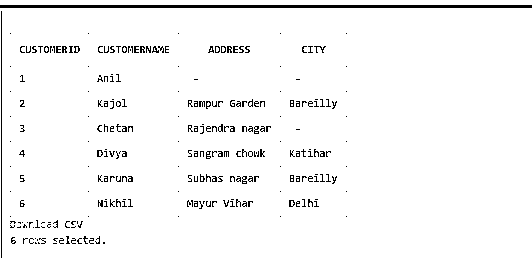 CUSTOMERID CUSTOMERNAME ADDRESS CITY
1 Anil - -
2 Kajol Rampur Garden Bareilly
3 Chetan Rajendra nagar -
4 Divya Sangram chowk Katihar
5 Karuna Subhas nagar Bareilly
6 Nikhil Mayur Vihar Delhi
Download CSV
6 rows selected.